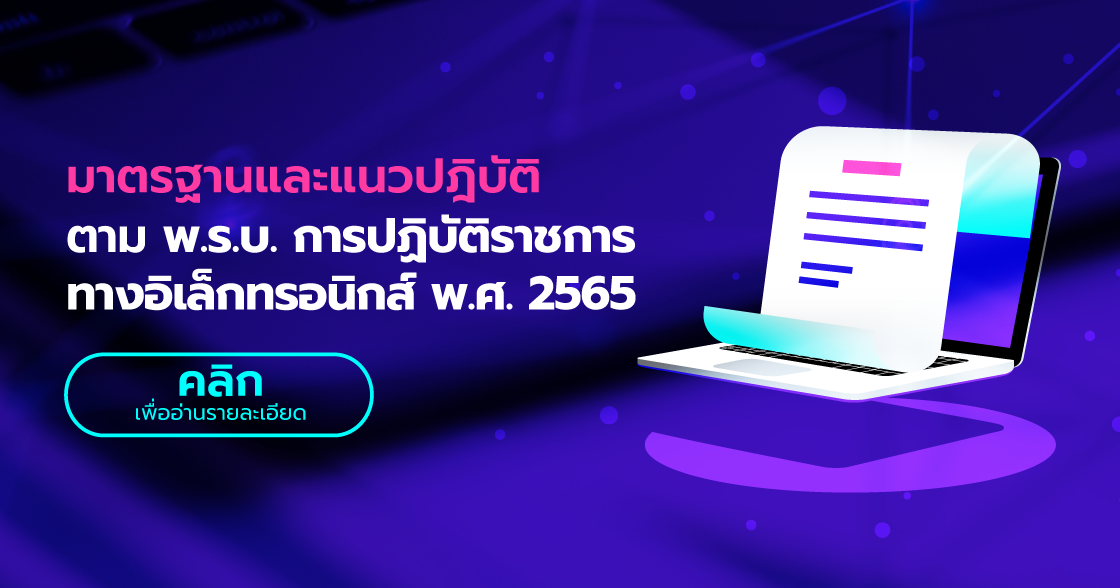 มาตรฐานและแนวปฎิบัติ
ตาม พ.ร.บ. การปฏิบัติราชการ
ทางอิเล็กทรอนิกส์ พ.ศ. 2565
คลิก
เพื่ออ่านรายละเอียด